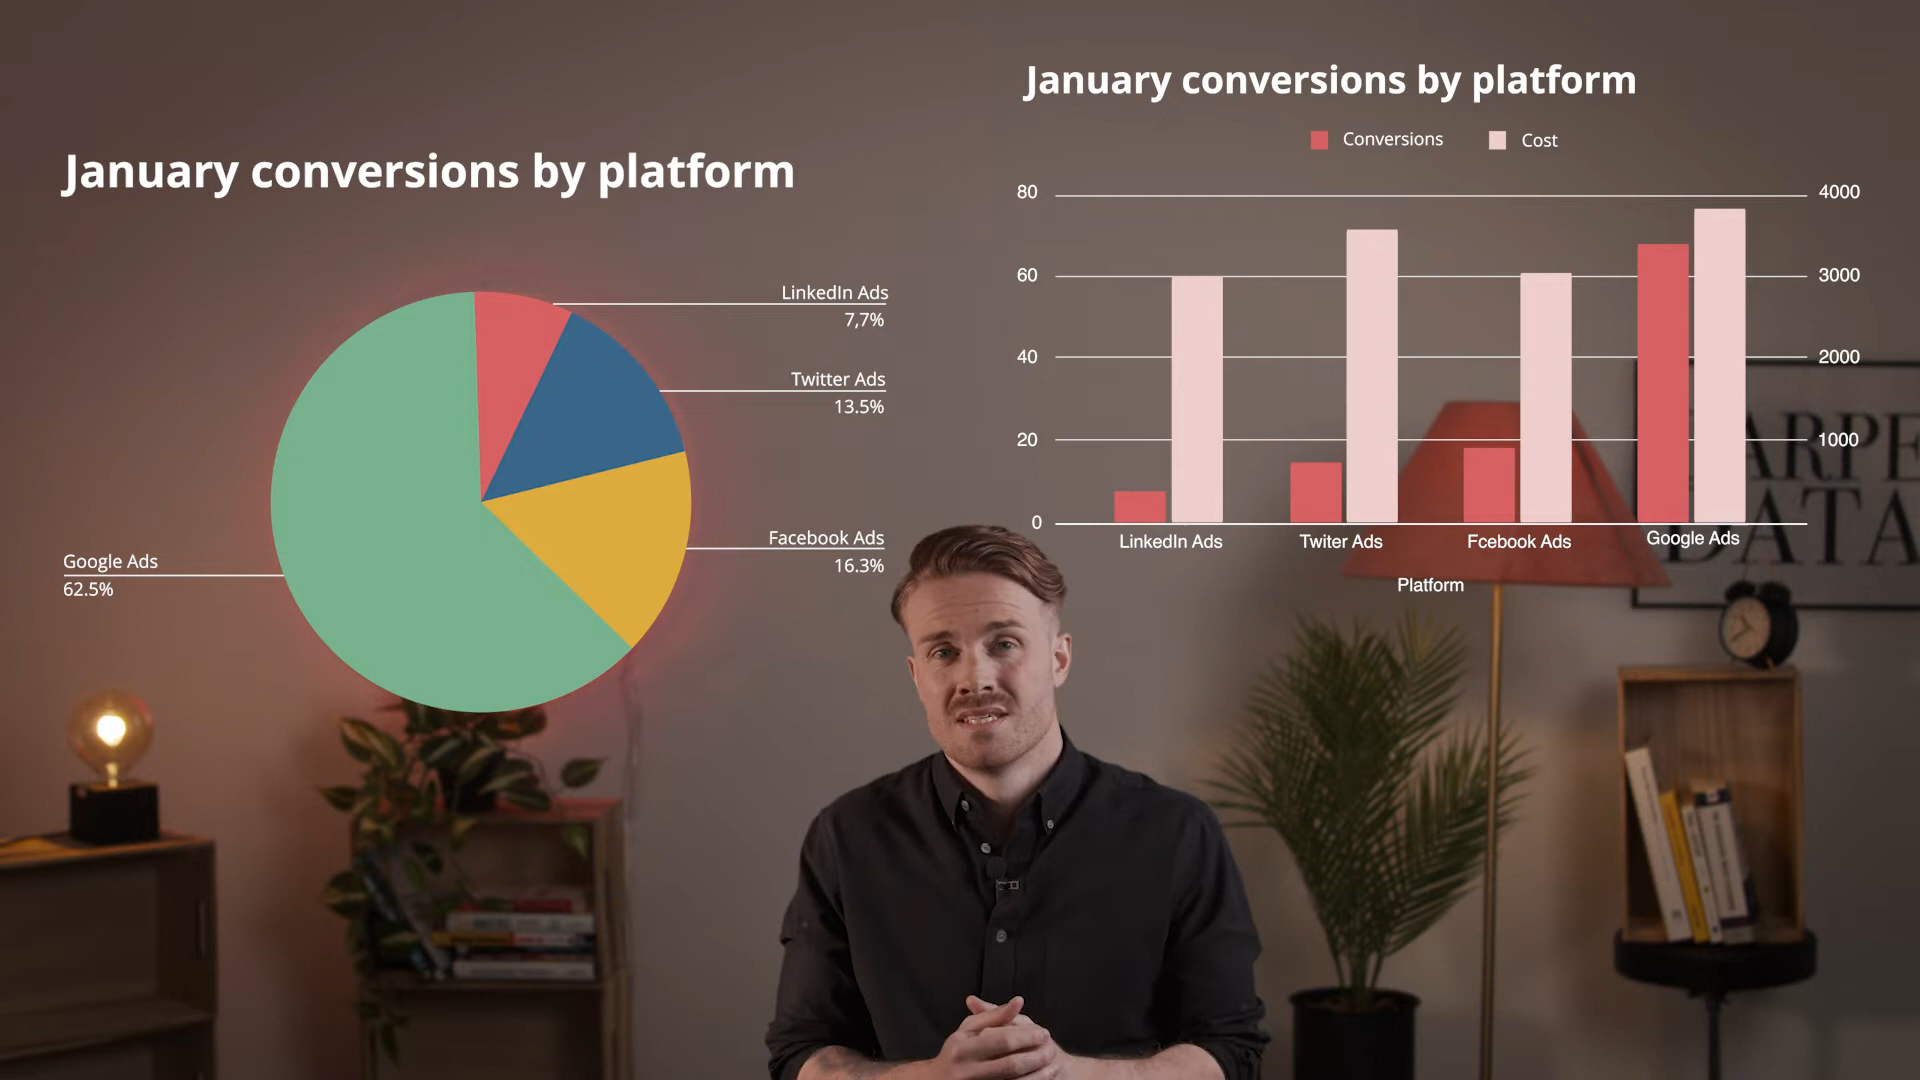 January conversions by platform
LinkedIn Ads
7,7%
Twitter Ads
13.5%
Facebook Ads
16.3%
Google Ads
62.5%
January conversions by platform
Conversions
Cost
80
4000
60
3000
40
2000
20
1000
0
LinkedIn Ads
Twiter Ads
Fcebook Ads
Google Ads
Platform
DATA